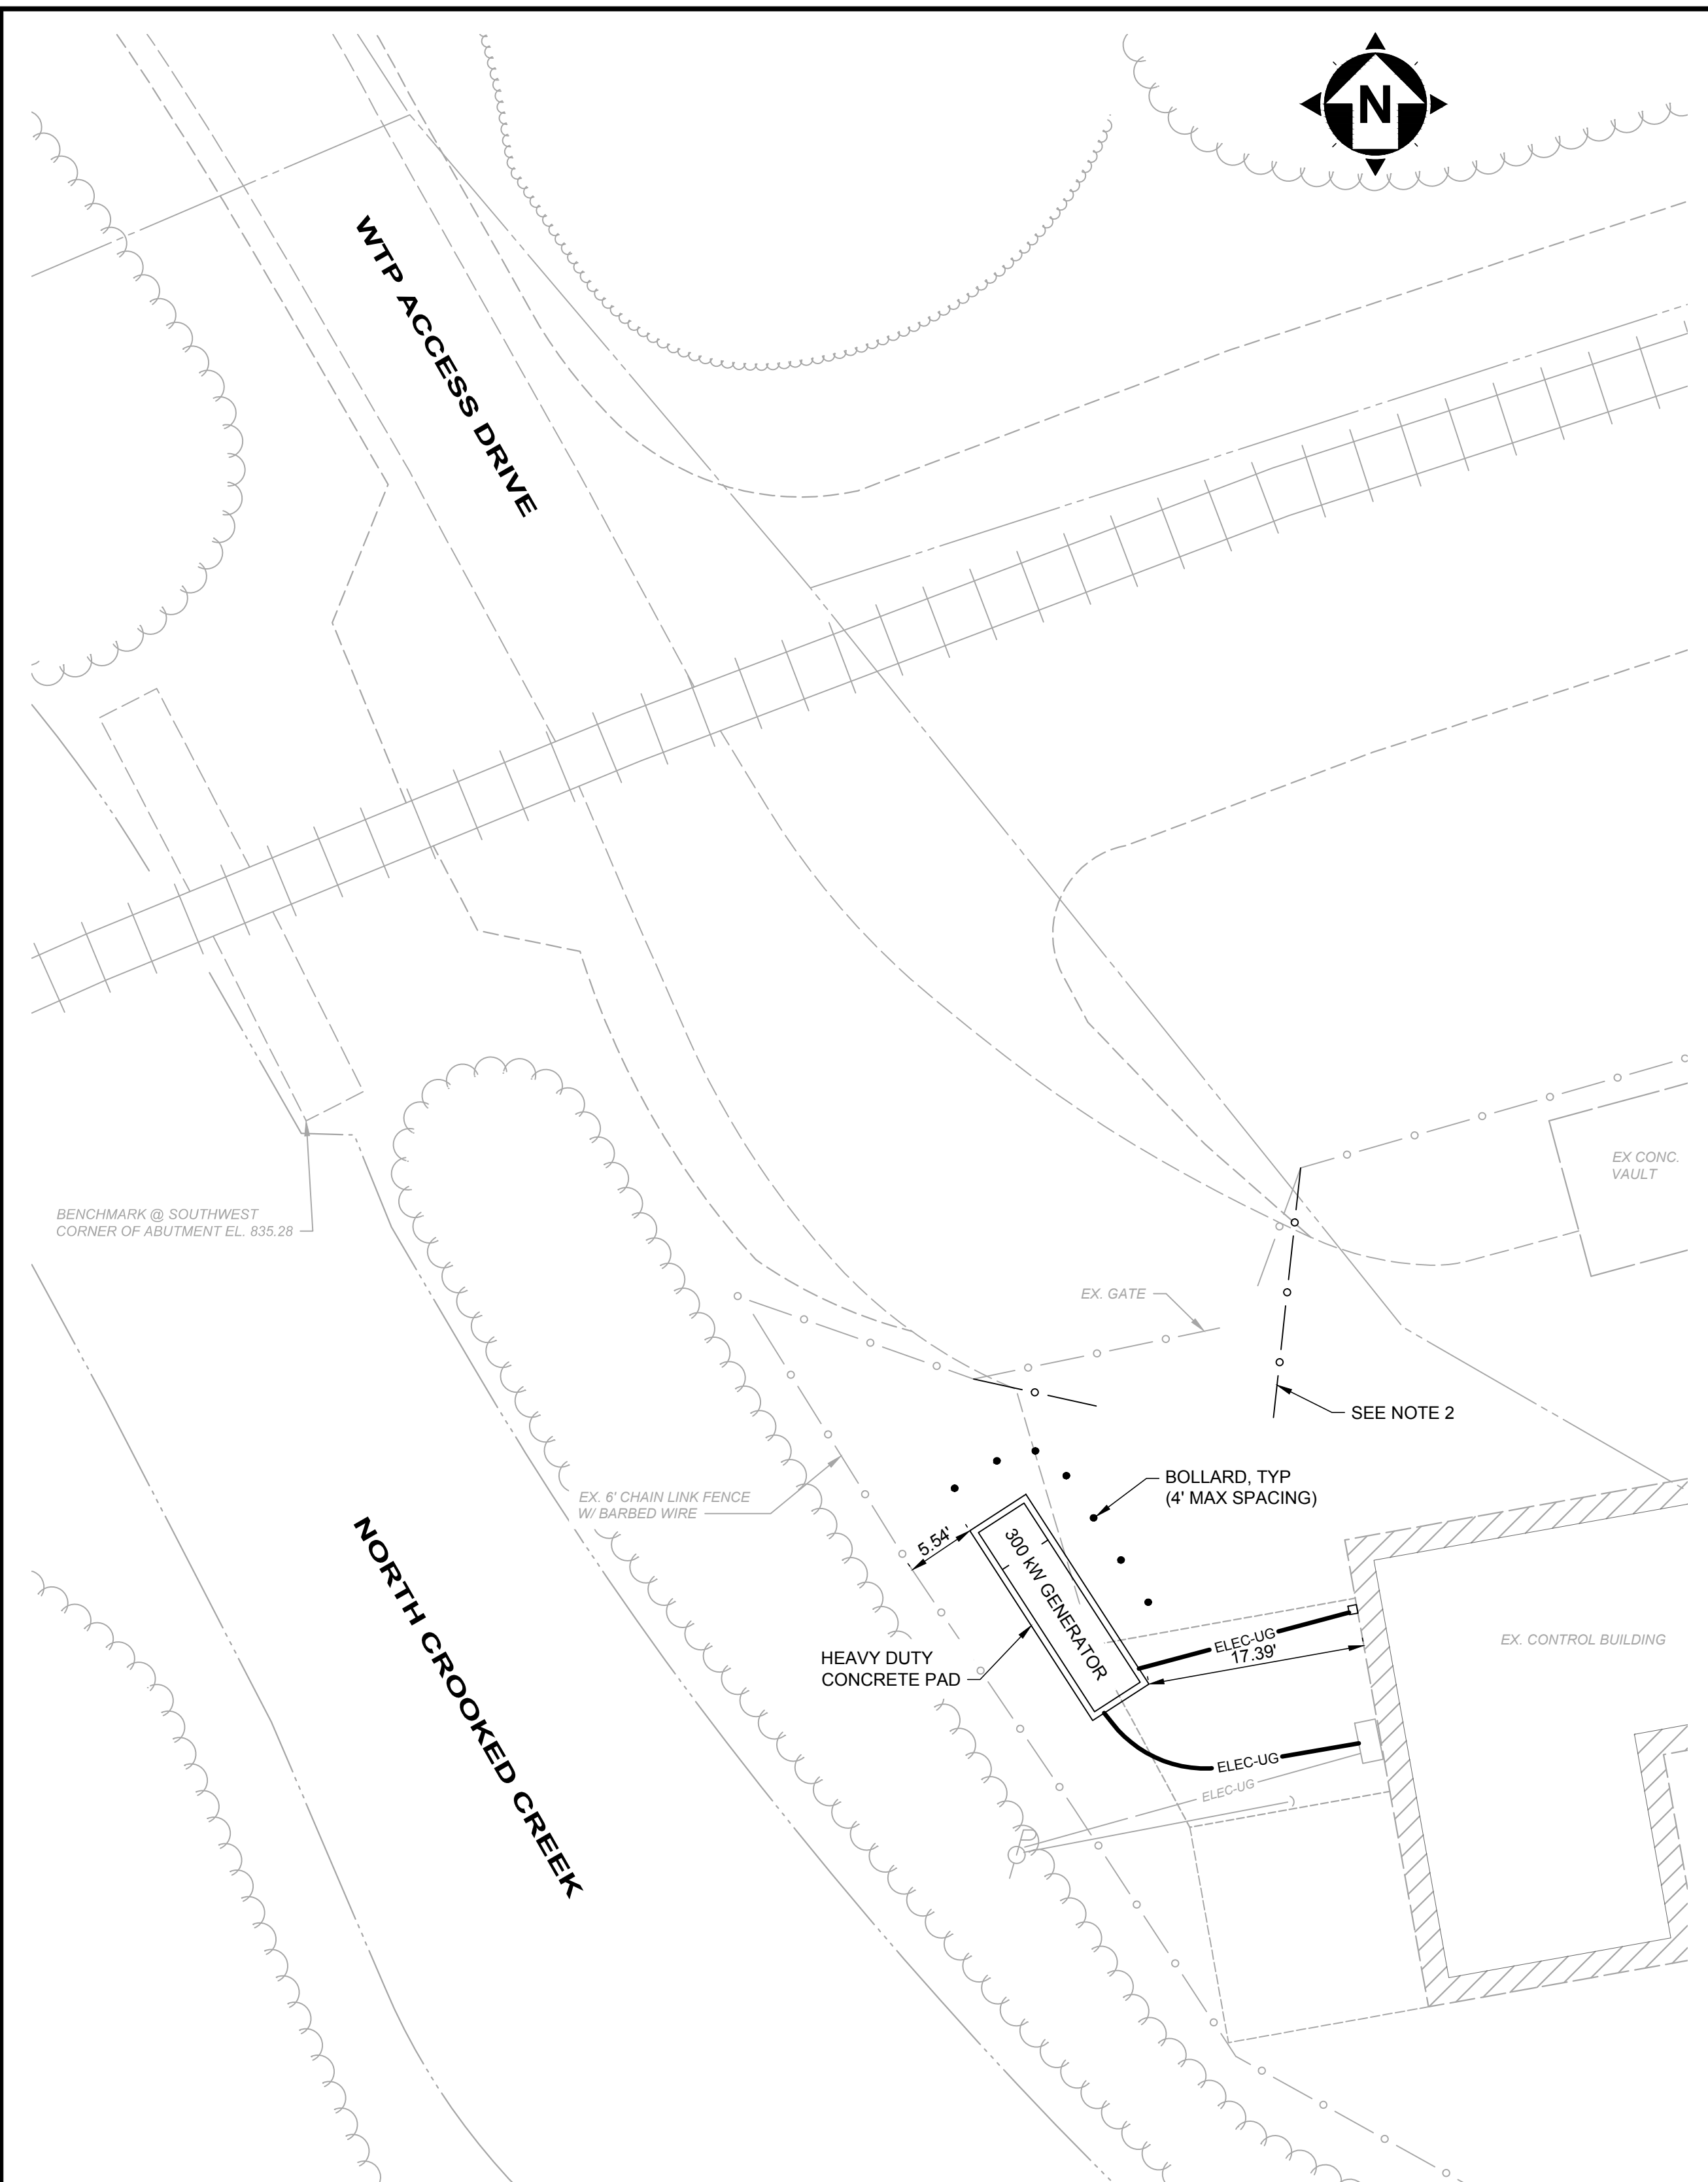 N
WTP ACCESS DRIVE
EX CONC.
VAULT
BENCHMARK @ SOUTHWEST
CORNER OF ABUTMENT EL. 835.28
EX. GATE
SEE NOTE 2
BOLLARD, TYP
(4' MAX SPACING)
EX. 6' CHAIN LINK FENCE
W/ BARBED WIRE
5.54'
300 kW GENERATOR
NORTH CROOKED CREEK
HEAVY DUTY
CONCRETE PAD
ELEC-UG
17.39'
EX. CONTROL BUILDING
ELEC-UG
ELEC-UG
P